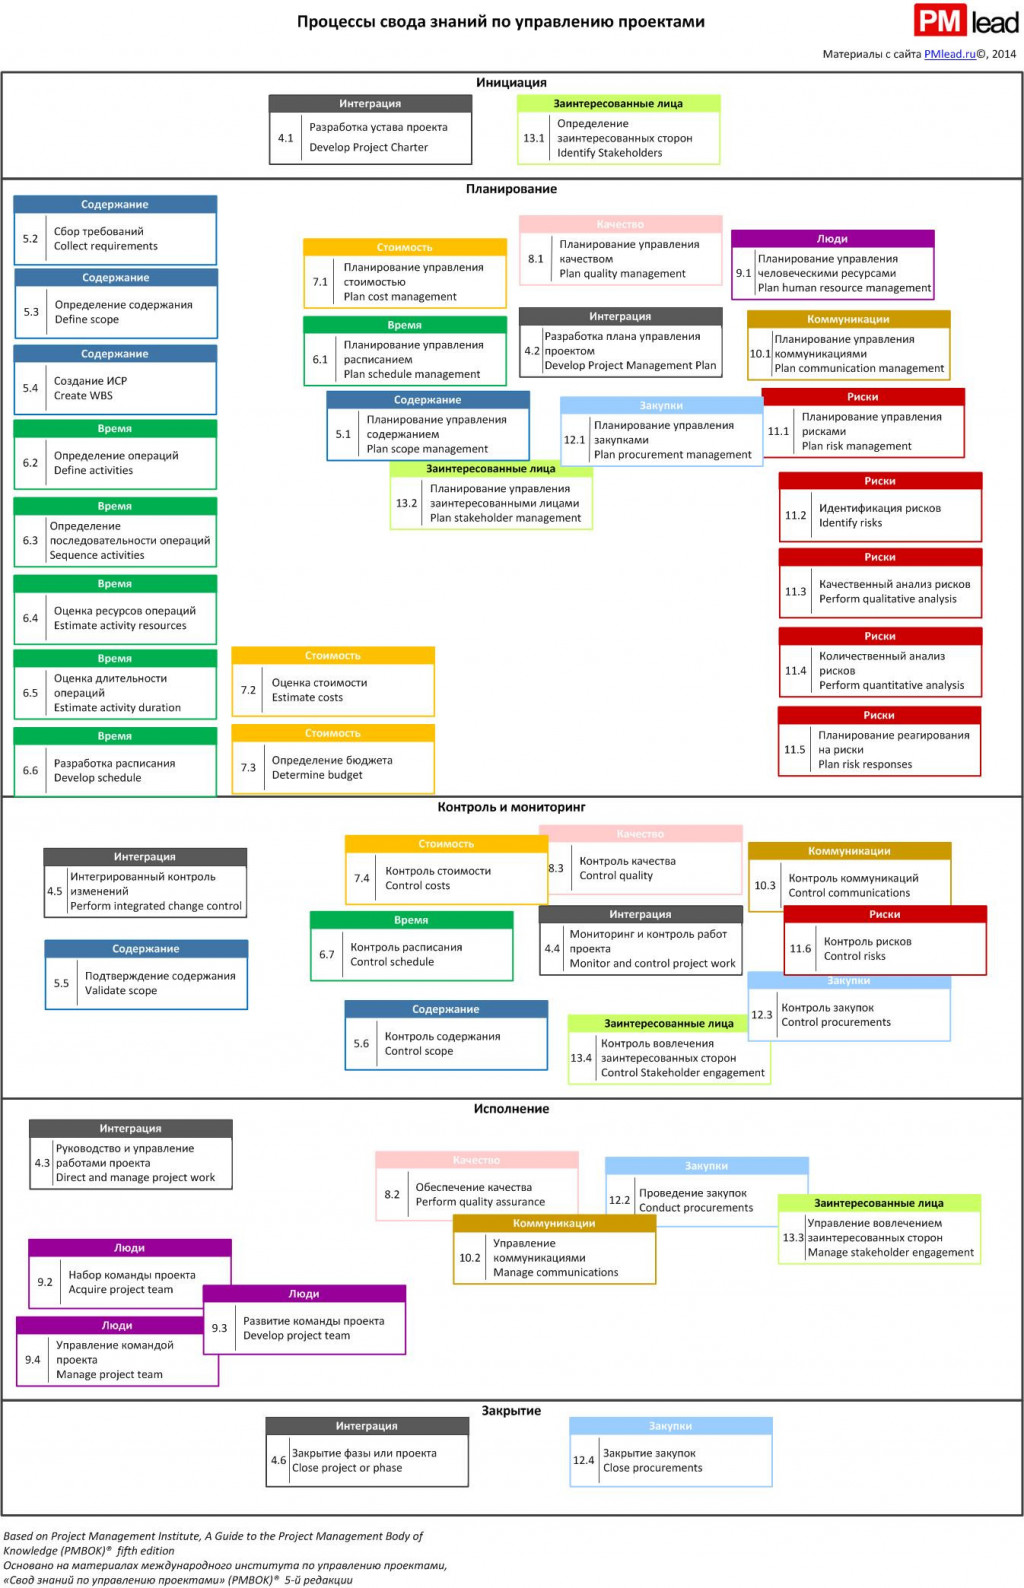 Процессы свода знаний по управлению проектами
PM lead
Материалы с сайта PMlead.ru©, 2014
Инициация
Интеграция
4.1
Разработка устава проекта
Develop Project Charter
Заинтересованные лица
13.1
Определение
заинтересованных сторон
Identify Stakeholders
Планирование
Содержание
5.2
Сбор требований
Collect requirements
Содержание
5.3
Определение содержания
Define scope
Содержание
5.4
Создание ИСР
Create WBS
Время
6.2
Определение операций
Define activities
Время
6.3
Определение
последовательности операций
Sequence activities
Время
6.4
Оценка ресурсов операций
Estimate activity resources
Время
6.5
Оценка длительности
операций
Estimate activity duration
Время
6.6
Разработка расписания
Develop schedule
Стоимость
7.2
Оценка стоимости
Estimate costs
Стоимость
7.3
Определение бюджета
Determine budget
Стоимость
7.1
Планирование управления
стоимостью
Plan cost management
Время
6.1
Планирование управления
расписанием
Plan schedule management
Содержание
5.1
Планирование управления
содержанием
Plan scope management
Заинтересованные лица
13.2
Планирование управления
заинтересованными лицами
Plan stakeholder management
Качество
8.1
Планирование управления
качеством
Plan quality management
Интеграция
4.2
Разработка плана управления
проектом
Develop Project Management Plan
Закупки
12.1
Планирование управления
закупками
Plan procurement management
Люди
9.1
Планирование управления
человеческими ресурсами
Plan human resource management
Коммуникации
10.1
Планирование управления
коммуникациями
Plan communication management
Риски
11.1
Планирование управления
рисками
Plan risk management
Риски
11.2
Идентификация рисков
Identify risks
Риски
11.3
Качественный анализ рисков
Perform qualitative analysis
Риски
11.4
Количественный анализ
рисков
Perform quantitative analysis
Риски
11.5
Планирование реагирования
на риски
Plan risk responses
Контроль и мониторинг
Интеграция
4.5
Интегрированный контроль
изменений
Perform integrated change control
Содержание
5.5
Подтверждение содержания
Validate scope
Стоимость
7.4
Контроль стоимости
Control costs
Время
6.7
Контроль расписания
Control schedule
Содержание
5.6
Контроль содержания
Control scope
Качество
8.3
Контроль качества
Control quality
Интеграция
4.4
Мониторинг и контроль работ
проекта
Monitor and control project work
Заинтересованные лица
13.4
Контроль вовлечения
заинтересованных сторон
Control Stakeholder engagement
Коммуникации
10.3
Контроль коммуникаций
Control communications
Риски
11.6
Контроль рисков
Control risks
Закупки
12.3
Контроль закупок
Control procurements
Исполнение
Интеграция
4.3
Руководство и управление
работами проекта
Direct and manage project work
Люди
9.2
Набор команды проекта
Acquire project team
Люди
9.3
Развитие команды проекта
Develop project team
Люди
9.4
Управление командой
проекта
Manage project team
Качество
8.2
Обеспечение качества
Perform quality assurance
Коммуникации
10.2
Управление
коммуникациями
Manage communications
Закупки
12.2
Проведение закупок
Conduct procurements
Заинтересованные лица
13.3
Управление вовлечением
заинтересованных сторон
Manage stakeholder engagement
Закрытие
Интеграция
4.6
Закрытие фазы или проекта
Close project or phase
Закупки
12.4
Закрытие закупок
Close procurements
Based on Project Management Institute, A Guide to the Project Management Body of
Knowledge (PMBOK)® fifth edition
Основано на материалах международного института по управлению проектами,
«Свод знаний по управлению проектами» (PMBOK)® 5-й редакции